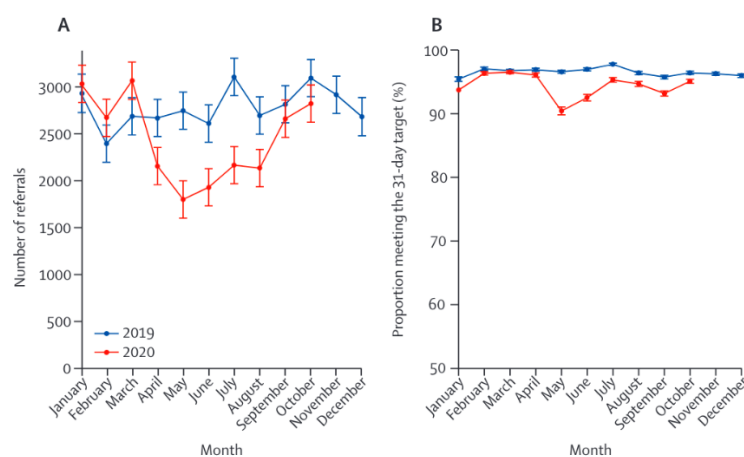 A
Number of referrals
3000
2500
2000
1500
1000
500
0
2019
2020
January
February
March
April
May
June
July
August
September
October
November
December
Month
B
Proportion meeting the 31-day target (%)
100
90
80
70
60
50
January
February
March
April
May
June
July
August
September
October
November
December
Month